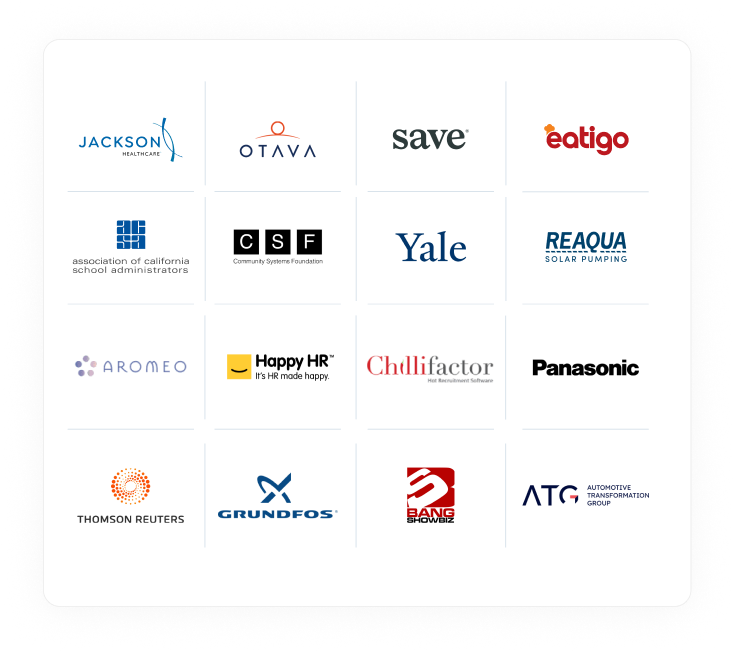 JACKSON
HEALTHCARE
OTAVA
save®
eatigo
acsa
association of california
school administrators
C S F
Community Systems Foundation
Yale
REAQUA
SOLAR PUMPING
AROMEO
Happy HR™
It's HR made happy.
Chillifactor
Hot Recruitment Software
Panasonic
THOMSON REUTERS
GRUNDFOS®
BANG
SHOWBIZ
ATG
AUTOMOTIVE
TRANSFORMATION
GROUP